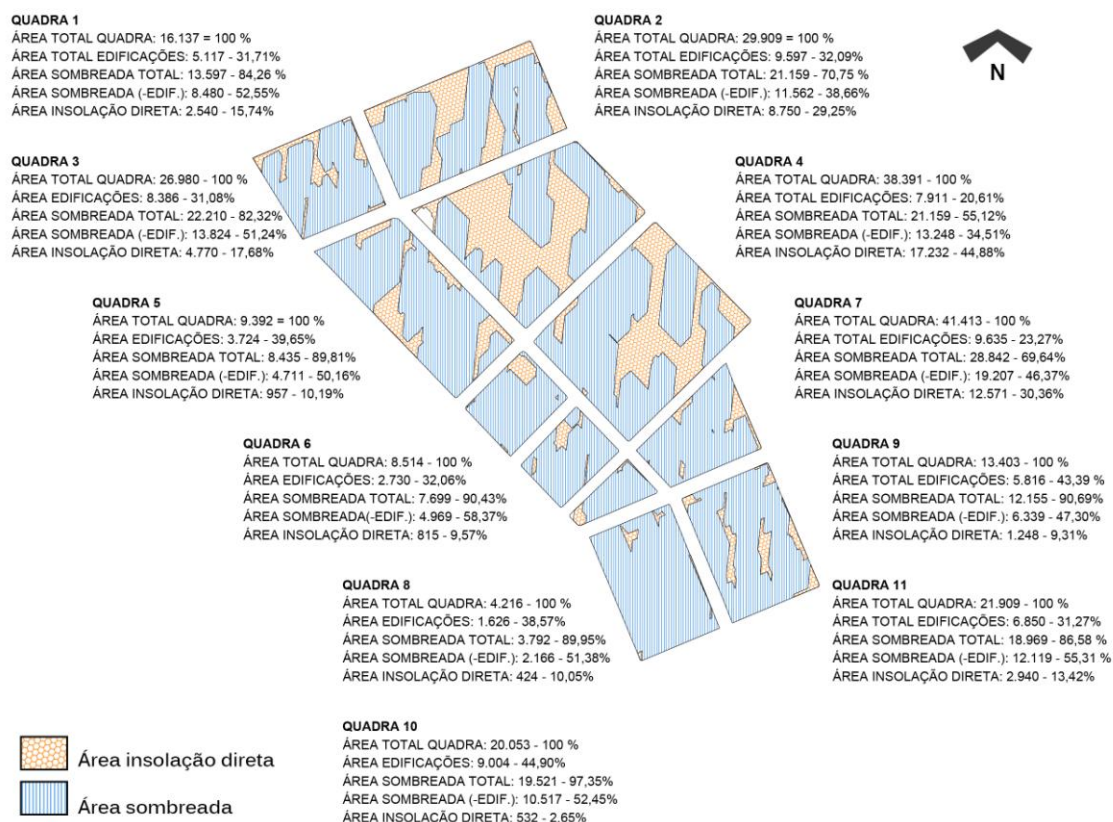 QUADRA 1
ÁREA TOTAL QUADRA: 16.137 = 100 %
ÁREA TOTAL EDIFICAÇÕES: 5.117 - 31,71%
ÁREA SOMBREADA TOTAL: 13.597 - 84,26 %
ÁREA SOMBREADA (-EDIF.): 8.480 - 52,55%
ÁREA INSOLAÇÃO DIRETA: 2.540 - 15,74%
QUADRA 2
ÁREA TOTAL QUADRA: 29.909 = 100 %
ÁREA TOTAL EDIFICAÇÕES: 9.597 - 32,09%
ÁREA SOMBREADA TOTAL: 21.159 - 70,75 %
ÁREA SOMBREADA (-EDIF.): 11.562 - 38,66%
ÁREA INSOLAÇÃO DIRETA: 8.750 - 29,25%
N
QUADRA 3
ÁREA TOTAL QUADRA: 26.980 - 100 %
ÁREA EDIFICAÇÕES: 8.386 - 31,08%
ÁREA SOMBREADA TOTAL: 22.210 - 82,32%
ÁREA SOMBREADA (-EDIF.): 13.824 - 51,24%
ÁREA INSOLAÇÃO DIRETA: 4.770 - 17,68%
QUADRA 4
ÁREA TOTAL QUADRA: 38.391 - 100 %
ÁREA TOTAL EDIFICAÇÕES: 7.911 - 20,61%
ÁREA SOMBREADA TOTAL: 21.159 - 55,12%
ÁREA SOMBREADA (-EDIF.): 13.248 - 34,51%
ÁREA INSOLAÇÃO DIRETA: 17.232 - 44,88%
QUADRA 5
ÁREA TOTAL QUADRA: 9.392 = 100 %
ÁREA EDIFICAÇÕES: 3.724 - 39,65%
ÁREA SOMBREADA TOTAL: 8.435 - 89,81%
ÁREA SOMBREADA (-EDIF.): 4.711 - 50,16%
ÁREA INSOLAÇÃO DIRETA: 957 - 10,19%
QUADRA 7
ÁREA TOTAL QUADRA: 41.413 - 100%
ÁREA TOTAL EDIFICAÇÕES: 9.635 - 23,27%
ÁREA SOMBREADA TOTAL: 28.842 - 69,64%
ÁREA SOMBREADA (-EDIF.): 19.207 - 46,37%
ÁREA INSOLAÇÃO DIRETA: 12.571 - 30,36%
QUADRA 6
ÁREA TOTAL QUADRA: 8.514 - 100 %
ÁREA EDIFICAÇÕES: 2.730 - 32,06%
ÁREA SOMBREADA TOTAL: 7.699 - 90,43%
ÁREA SOMBREADA(-EDIF.): 4.969 - 58,37%
ÁREA INSOLAÇÃO DIRETA: 815 - 9,57%
QUADRA 9
ÁREA TOTAL QUADRA: 13.403 - 100 %
ÁREA TOTAL EDIFICAÇÕES: 5.816 - 43,39 %
ÁREA SOMBREADA TOTAL: 12.155 - 90,69%
ÁREA SOMBREADA (-EDIF.): 6.339 - 47,30%
ÁREA INSOLAÇÃO DIRETA: 1.248 - 9,31%
QUADRA 8
ÁREA TOTAL QUADRA: 4.216 - 100 %
ÁREA EDIFICAÇÕES: 1.626 - 38,57%
ÁREA SOMBREADA TOTAL: 3.792 - 89,95%
ÁREA SOMBREADA (-EDIF.): 2.166 - 51,38%
ÁREA INSOLAÇÃO DIRETA: 424 - 10,05%
QUADRA 11
ÁREA TOTAL QUADRA: 21.909 - 100 %
ÁREA TOTAL EDIFICAÇÕES: 6.850 - 31,27%
ÁREA SOMBREADA TOTAL: 18.969 - 86,58 %
ÁREA SOMBREADA (-EDIF.): 12.119 - 55,31 %
ÁREA INSOLAÇÃO DIRETA: 2.940 - 13,42%
QUADRA 10
ÁREA TOTAL QUADRA: 20.053 - 100 %
ÁREA EDIFICAÇÕES: 9.004 - 44,90%
ÁREA SOMBREADA TOTAL: 19.521 - 97,35%
ÁREA SOMBREADA (-EDIF.): 10.517 - 52,45%
ÁREA INSOLAÇÃO DIRETA: 532 - 2,65%
Área insolação direta
Área sombreada